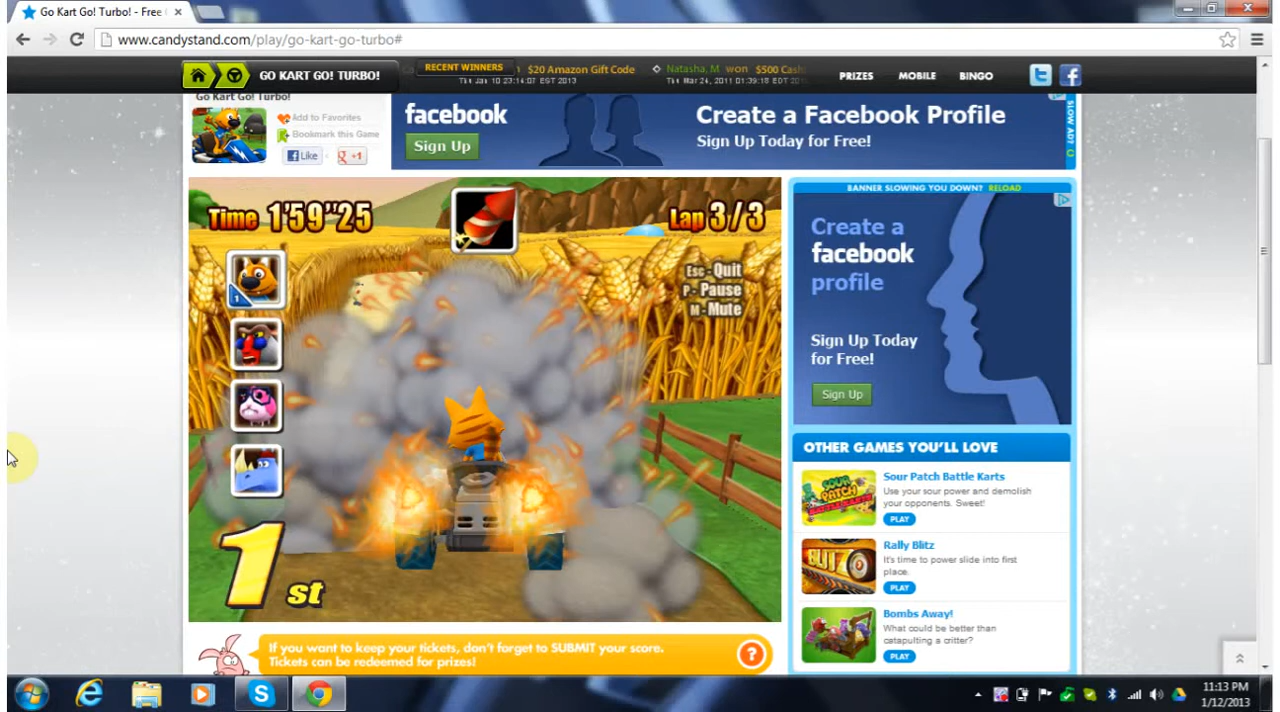 Go Kart Go! Turbo! - Free
www.candystand.com/play/go-kart-go-turbo#
GO KART GO! TURBO!
RECENT WINNERS
$20 Amazon Gift Code
Natasha, M won $500 Cash
PRIZES
MOBILE
BINGO
Go Kart Go! Turbo!
Add to Favorites
Bookmark this Game
Like
+1
facebook
Sign Up
Create a Facebook Profile
Sign Up Today for Free!
SLOW AD?
Time 1'59"25
Lap 3/3
Esc - Quit
P - Pause
M - Mute
1
1st
BANNER SLOWING YOU DOWN? RELOAD
Create a
facebook
profile
Sign Up Today
for Free!
Sign Up
OTHER GAMES YOU'LL LOVE
Sour Patch Battle Karts
Use your sour power and demolish
your opponents. Sweet!
PLAY
Rally Blitz
It's time to power slide into first
place.
PLAY
Bombs Away!
What could be better than
catapulting a critter?
PLAY
If you want to keep your tickets, don't forget to SUBMIT your score.
Tickets can be redeemed for prizes!
?
11:13 PM
1/12/2013